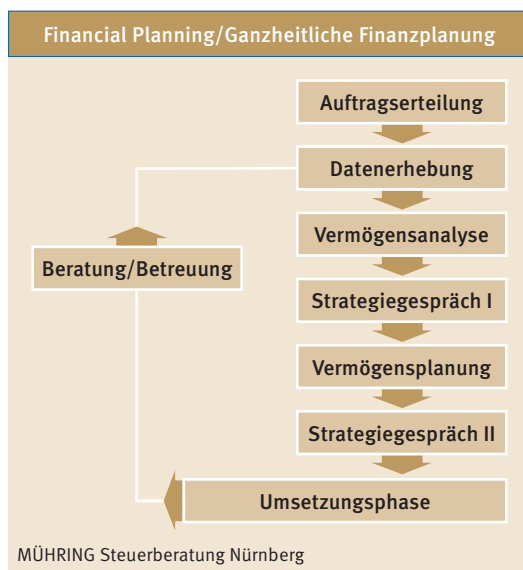 Financial Planning/Ganzheitliche Finanzplanung
Auftragserteilung
Datenerhebung
Vermögensanalyse
Beratung/Betreuung
Strategiegespräch I
Vermögensplanung
Strategiegespräch II
Umsetzungsphase
MÜHRING Steuerberatung Nürnberg